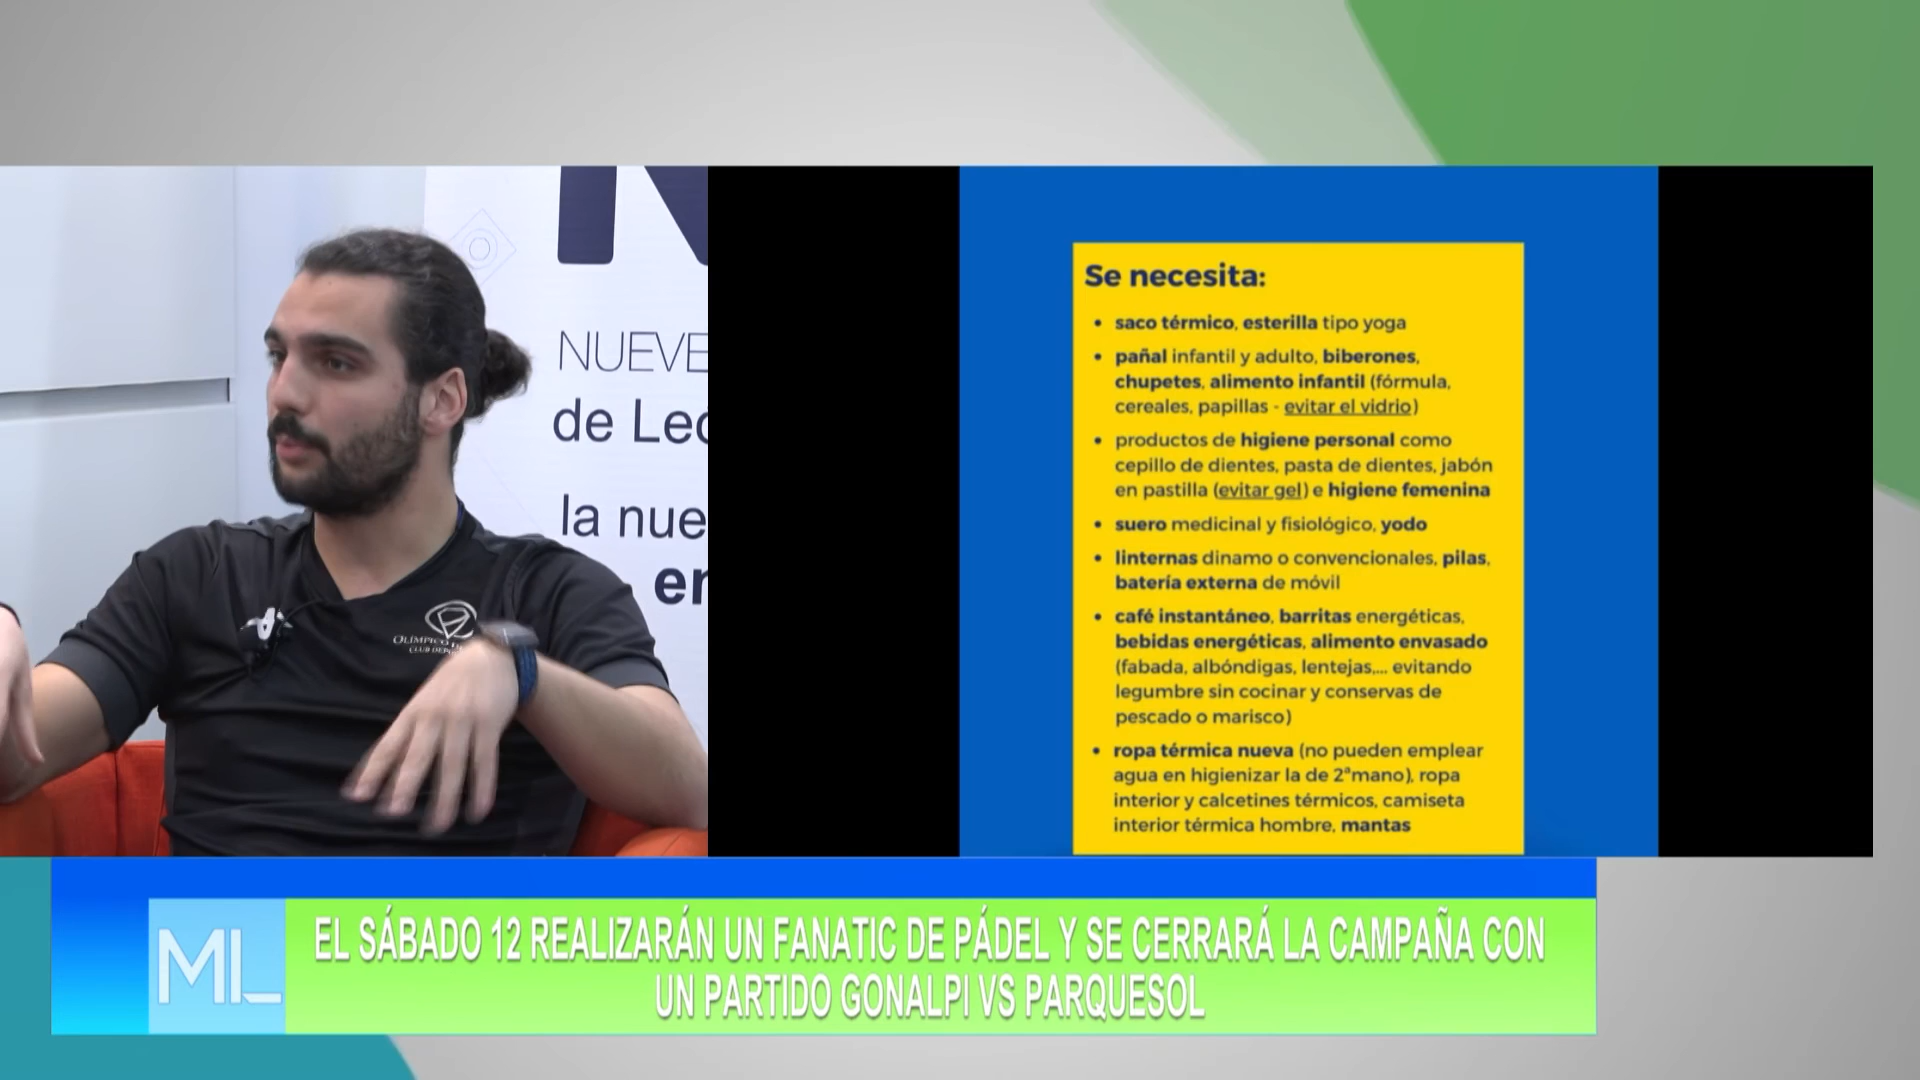 NUEVE
de Leo
la nue
en
OLÍMPICO DE
CLUB DEPO
Se necesita:
• saco térmico, esterilla tipo yoga
• pañal infantil y adulto, biberones,
chupetes, alimento infantil (fórmula,
cereales, papillas - evitar el vidrio)
• productos de higiene personal como
cepillo de dientes, pasta de dientes, jabón
en pastilla (evitar gel) e higiene femenina
• suero medicinal y fisiológico, yodo
• linternas dinamo o convencionales, pilas,
batería externa de móvil
• café instantáneo, barritas energéticas,
bebidas energéticas, alimento envasado
(fabada, albóndigas, lentejas,... evitando
legumbre sin cocinar y conservas de
pescado o marisco)
• ropa térmica nueva (no pueden emplear
agua en higienizar la de 2ªmano), ropa
interior y calcetines térmicos, camiseta
interior térmica hombre, mantas
ML
EL SÁBADO 12 REALIZARÁN UN FANATIC DE PÁDEL Y SE CERRARÁ LA CAMPAÑA CON
UN PARTIDO GONALPI VS PARQUESOL